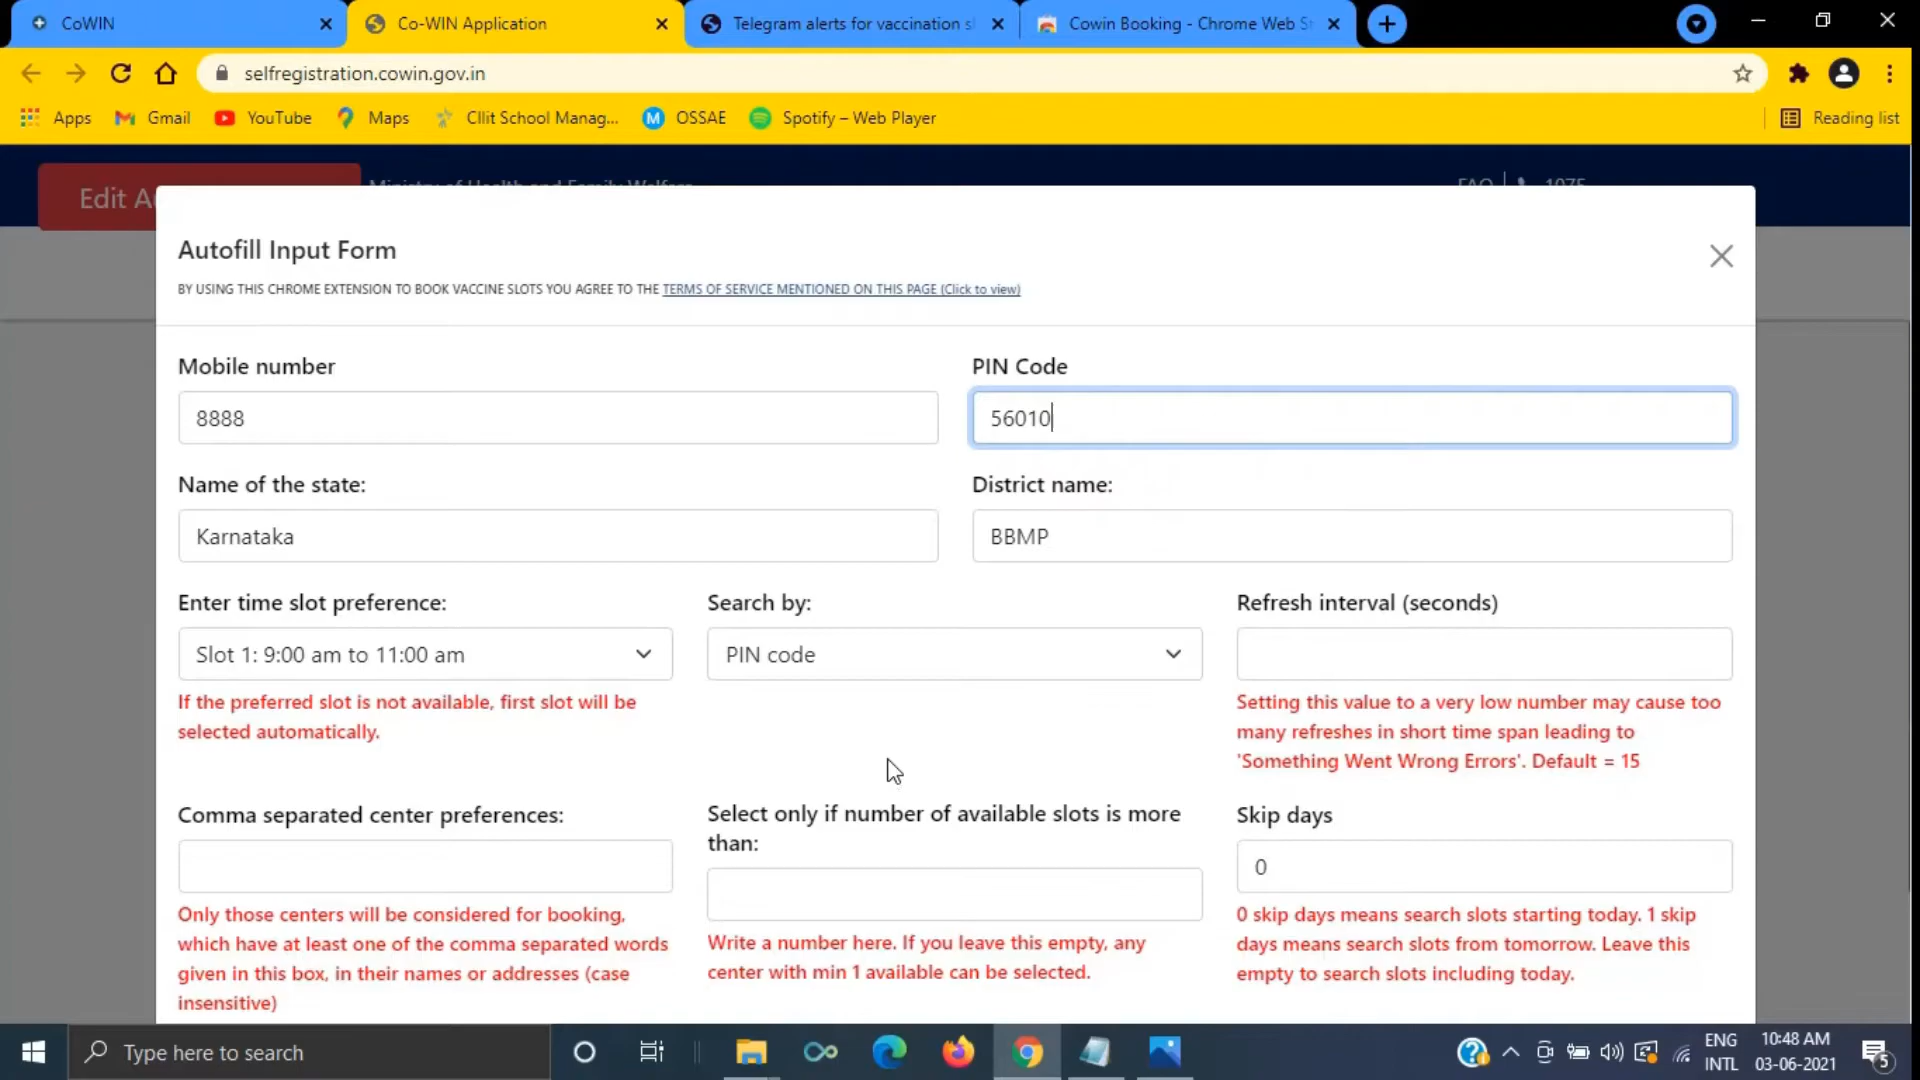 CoWIN
Co-WIN Application
Telegram alerts for vaccination sl
Cowin Booking - Chrome Web St
selfregistration.cowin.gov.in
Apps
Gmail
YouTube
Maps
Cllit School Manag...
OSSAE
Spotify – Web Player
Reading list
Edit A
Ministry of Health and Family Welfare
FAQ
1075
Autofill Input Form
BY USING THIS CHROME EXTENSION TO BOOK VACCINE SLOTS YOU AGREE TO THE TERMS OF SERVICE MENTIONED ON THIS PAGE (Click to view)
Mobile number
PIN Code
8888
56010
Name of the state:
District name:
Karnataka
BBMP
Enter time slot preference:
Search by:
Refresh interval (seconds)
Slot 1: 9:00 am to 11:00 am
PIN code
If the preferred slot is not available, first slot will be
selected automatically.
Setting this value to a very low number may cause too
many refreshes in short time span leading to
'Something Went Wrong Errors'. Default = 15
Comma separated center preferences:
Select only if number of available slots is more
than:
Skip days
0
Only those centers will be considered for booking,
which have at least one of the comma separated words
given in this box, in their names or addresses (case
insensitive)
Write a number here. If you leave this empty, any
center with min 1 available can be selected.
0 skip days means search slots starting today. 1 skip
days means search slots from tomorrow. Leave this
empty to search slots including today.
Type here to search
ENG
INTL
10:48 AM
03-06-2021
5